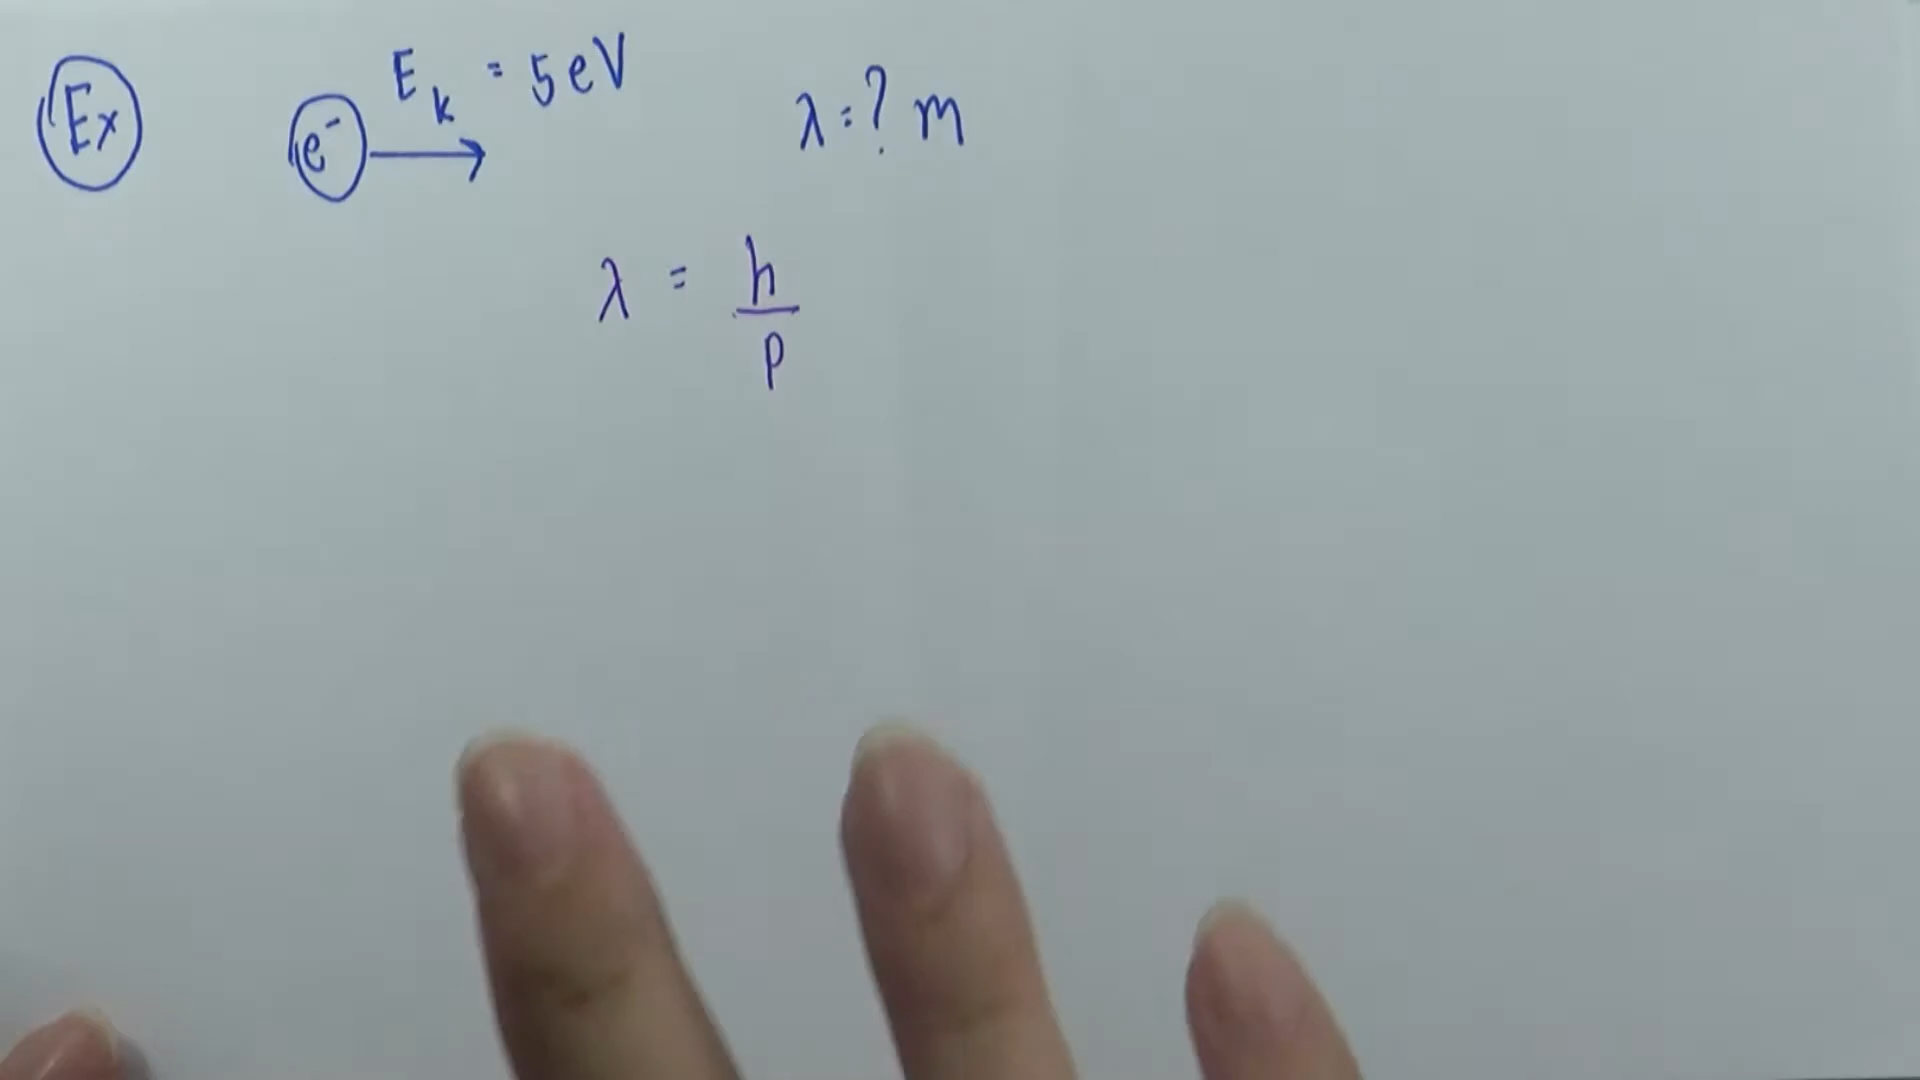 Ex e⁻ E_k = 5 eV λ = ? m
λ = h/p